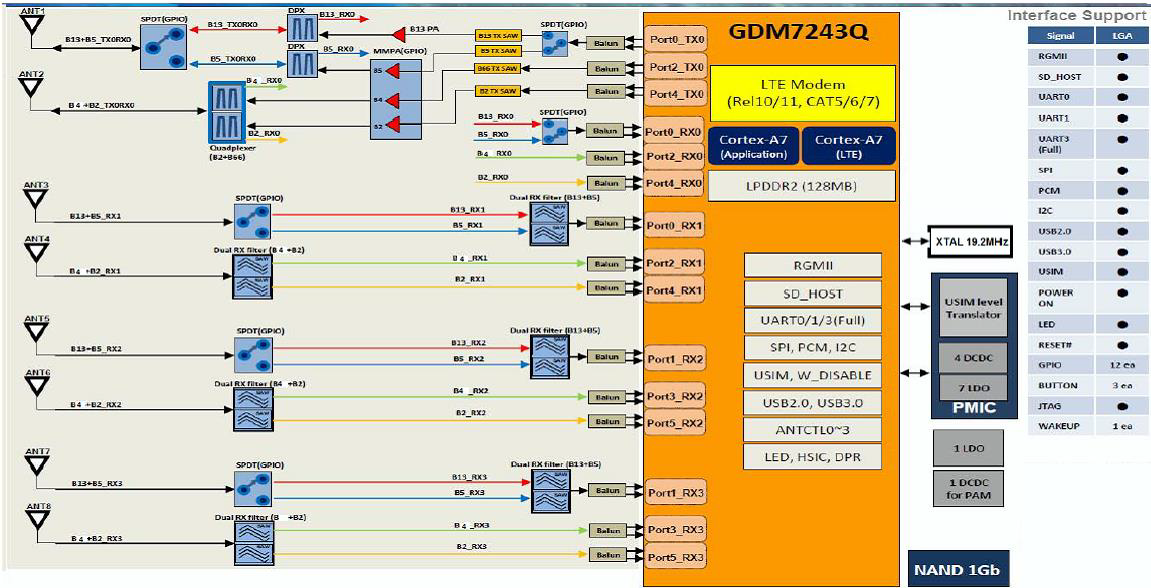 Interface Support
ANT1
B13+B5_TX0RX0
SPDT(GPIO)
B13_TX0RX0
B5_TX0RX0
DPX
B13_RX0
DPX
B5_RX0
B13 PA
MMPA(GPIO)
B5
B4
B2
B13 TX SAW
B5 TX SAW
B66 TX SAW
B2 TX SAW
SPDT(GPIO)
Balun
Balun
Balun
Port0_TX0
Port2_TX0
Port4_TX0
ANT2
B4 +B2_TX0RX0
Quadplexer
(B2+B66)
B4 _RX0
B2_RX0
B13_RX0
B5_RX0
B4 _RX0
B2_RX0
SPDT(GPIO)
Balun
Balun
Balun
Port0_RX0
Port2_RX0
Port4_RX0
ANT3
B13+B5_RX1
SPDT(GPIO)
B13_RX1
B5_RX1
Dual RX filter (B13+B5)
SAW
SAW
Balun
Port0_RX1
ANT4
B4 +B2_RX1
Dual RX filter (B4 +B2)
SAW
SAW
B4 _RX1
B2_RX1
Balun
Balun
Port2_RX1
Port4_RX1
ANT5
B13+B5_RX2
SPDT(GPIO)
B13_RX2
B5_RX2
Dual RX filter (B13+B5)
SAW
SAW
Balun
Port1_RX2
ANT6
B4 +B2_RX2
Dual RX filter (B4 +B2)
SAW
SAW
B4 _RX2
B2_RX2
Balun
Balun
Port3_RX2
Port5_RX2
ANT7
B13+B5_RX3
SPDT(GPIO)
B13_RX3
B5_RX3
Dual RX filter (B13+B5)
SAW
SAW
Balun
Port1_RX3
ANT8
B4 +B2_RX3
Dual RX filter (B +B2)
SAW
SAW
B4 _RX3
B2_RX3
Balun
Balun
Port3_RX3
Port5_RX3
GDM7243Q
LTE Modem
(Rel10/11, CAT5/6/7)
Cortex-A7
(Application)
Cortex-A7
(LTE)
LPDDR2 (128MB)
RGMII
SD_HOST
UART0/1/3(Full)
SPI, PCM, I2C
USIM, W_DISABLE
USB2.0, USB3.0
ANTCTL0~3
LED, HSIC, DPR
XTAL 19.2MHz
USIM level
Translator
4 DCDC
7 LDO
PMIC
1 LDO
1 DCDC
for PAM
NAND 1Gb
Signal LGA
RGMII ●
SD_HOST ●
UART0 ●
UART1 ●
UART3
(Full) ●
SPI ●
PCM ●
I2C ●
USB2.0 ●
USB3.0 ●
USIM ●
POWER
ON ●
LED ●
RESET# ●
GPIO 12 ea
BUTTON 3 ea
JTAG ●
WAKEUP 1 ea